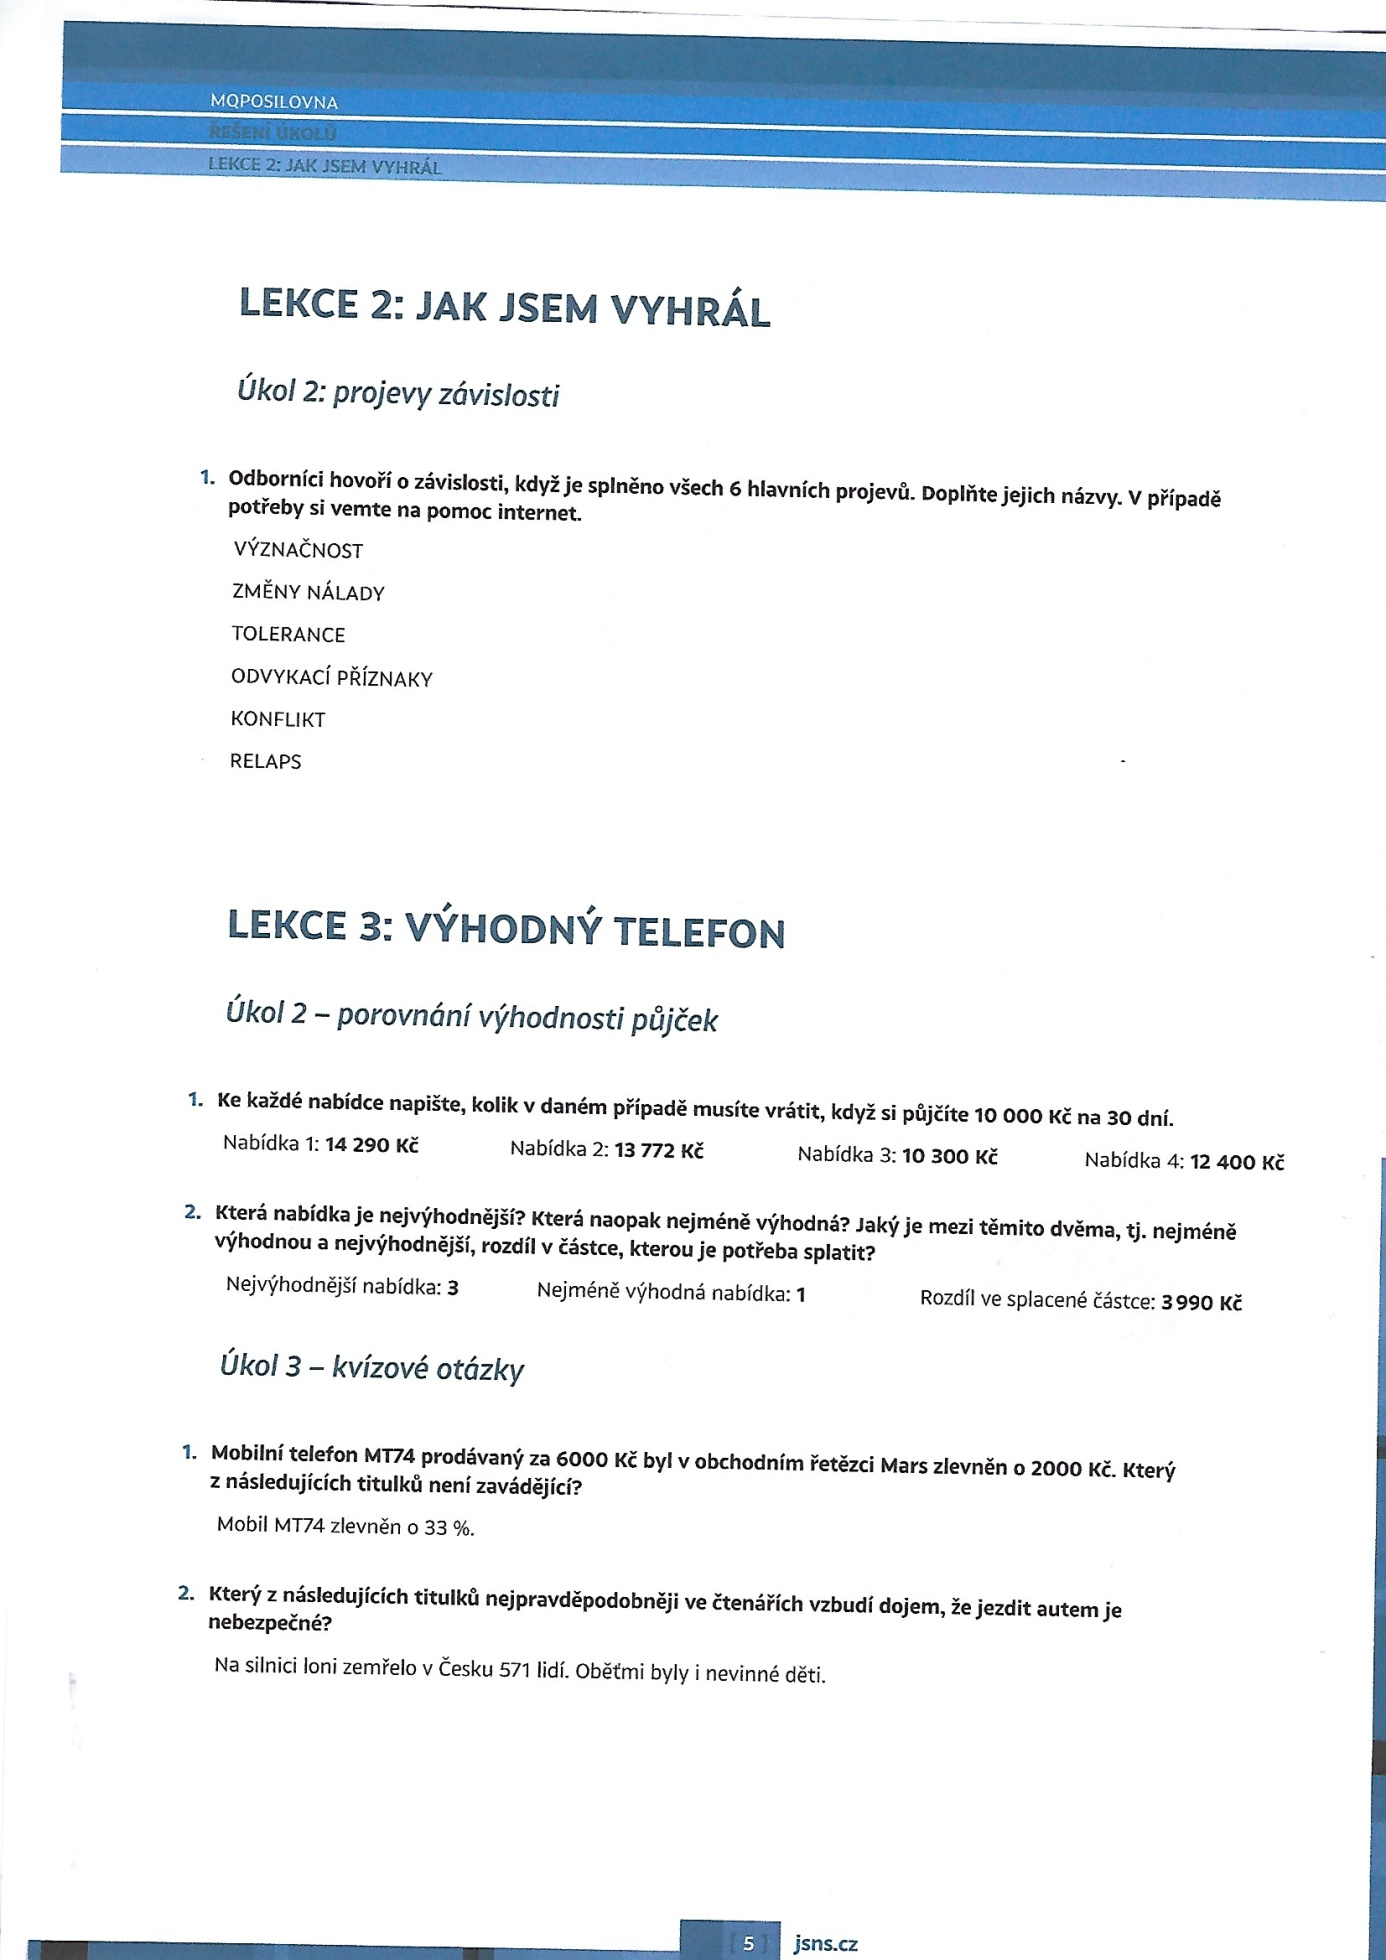 MQPOSILOVNA
ŘEŠENÍ ÚKOLŮ
LEKCE 2: JAK JSEM VYHRÁL
LEKCE 2: JAK JSEM VYHRÁL
Úkol 2: projevy závislosti
1. Odborníci hovoří o závislosti, když je splněno všech 6 hlavních projevů. Doplňte jejich názvy. V případě
potřeby si vemte na pomoc internet.
VÝZNAČNOST
ZMĚNY NÁLADY
TOLERANCE
ODVYKACÍ PŘÍZNAKY
KONFLIKT
RELAPS
LEKCE 3: VÝHODNÝ TELEFON
Úkol 2 – porovnání výhodnosti půjček
1. Ke každé nabídce napište, kolik v daném případě musíte vrátit, když si půjčíte 10 000 Kč na 30 dní.
Nabídka 1: 14 290 Kč Nabídka 2: 13 772 Kč Nabídka 3: 10 300 Kč Nabídka 4: 12 400 Kč
2. Která nabídka je nejvýhodnější? Která naopak nejméně výhodná? Jaký je mezi těmito dvěma, tj. nejméně
výhodnou a nejvýhodnější, rozdíl v částce, kterou je potřeba splatit?
Nejvýhodnější nabídka: 3 Nejméně výhodná nabídka: 1 Rozdíl ve splacené částce: 3 990 Kč
Úkol 3 – kvízové otázky
1. Mobilní telefon MT74 prodávaný za 6000 Kč byl v obchodním řetězci Mars zlevněn o 2000 Kč. Který
z následujících titulků není zavádějící?
Mobil MT74 zlevněn o 33 %.
2. Který z následujících titulků nejpravděpodobněji ve čtenářích vzbudí dojem, že jezdit autem je
nebezpečné?
Na silnici loni zemřelo v Česku 571 lidí. Oběťmi byly i nevinné děti.
[ 5 ] jsns.cz